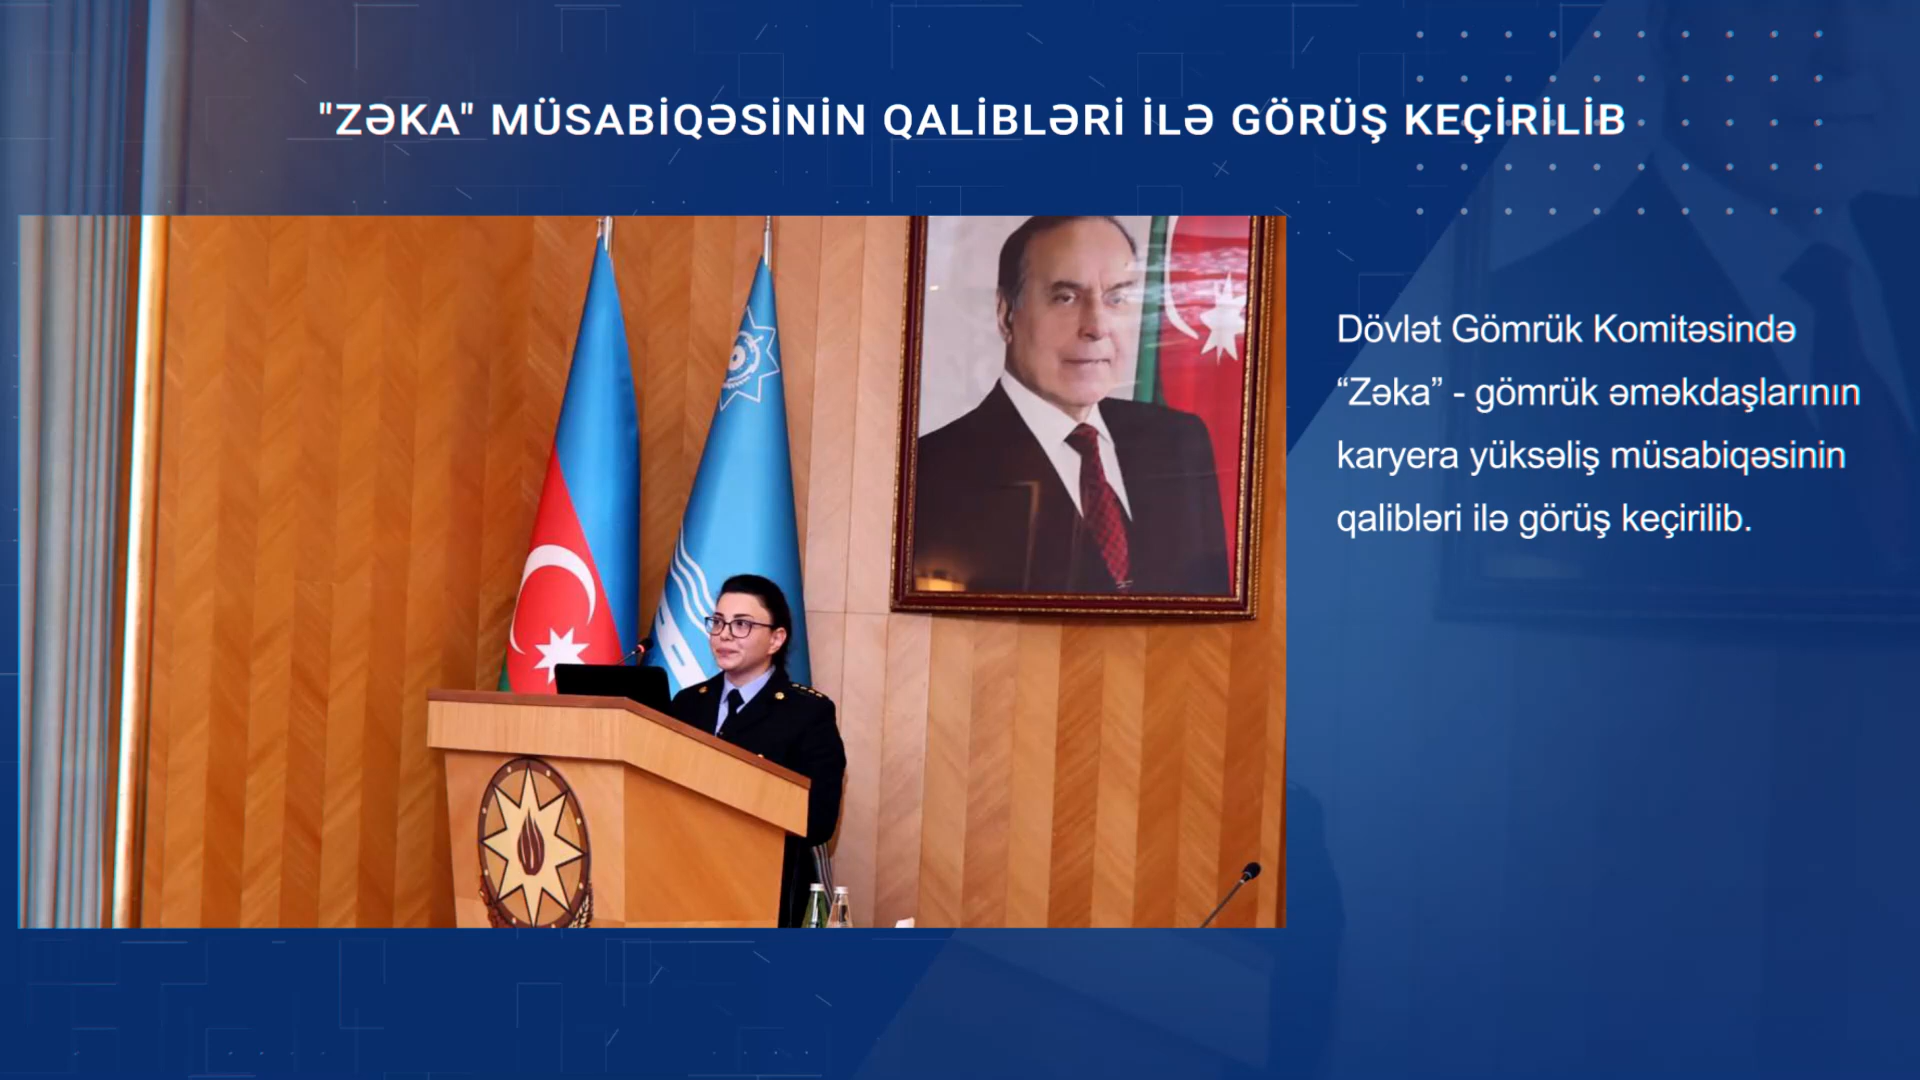 "ZƏKA" MÜSABİQƏSİNİN QALİBLƏRİ İLƏ GÖRÜŞ KEÇİRİLİB
Dövlət Gömrük Komitəsində
“Zəka” - gömrük əməkdaşlarının
karyera yüksəliş müsabiqəsinin
qalibləri ilə görüş keçirilib.